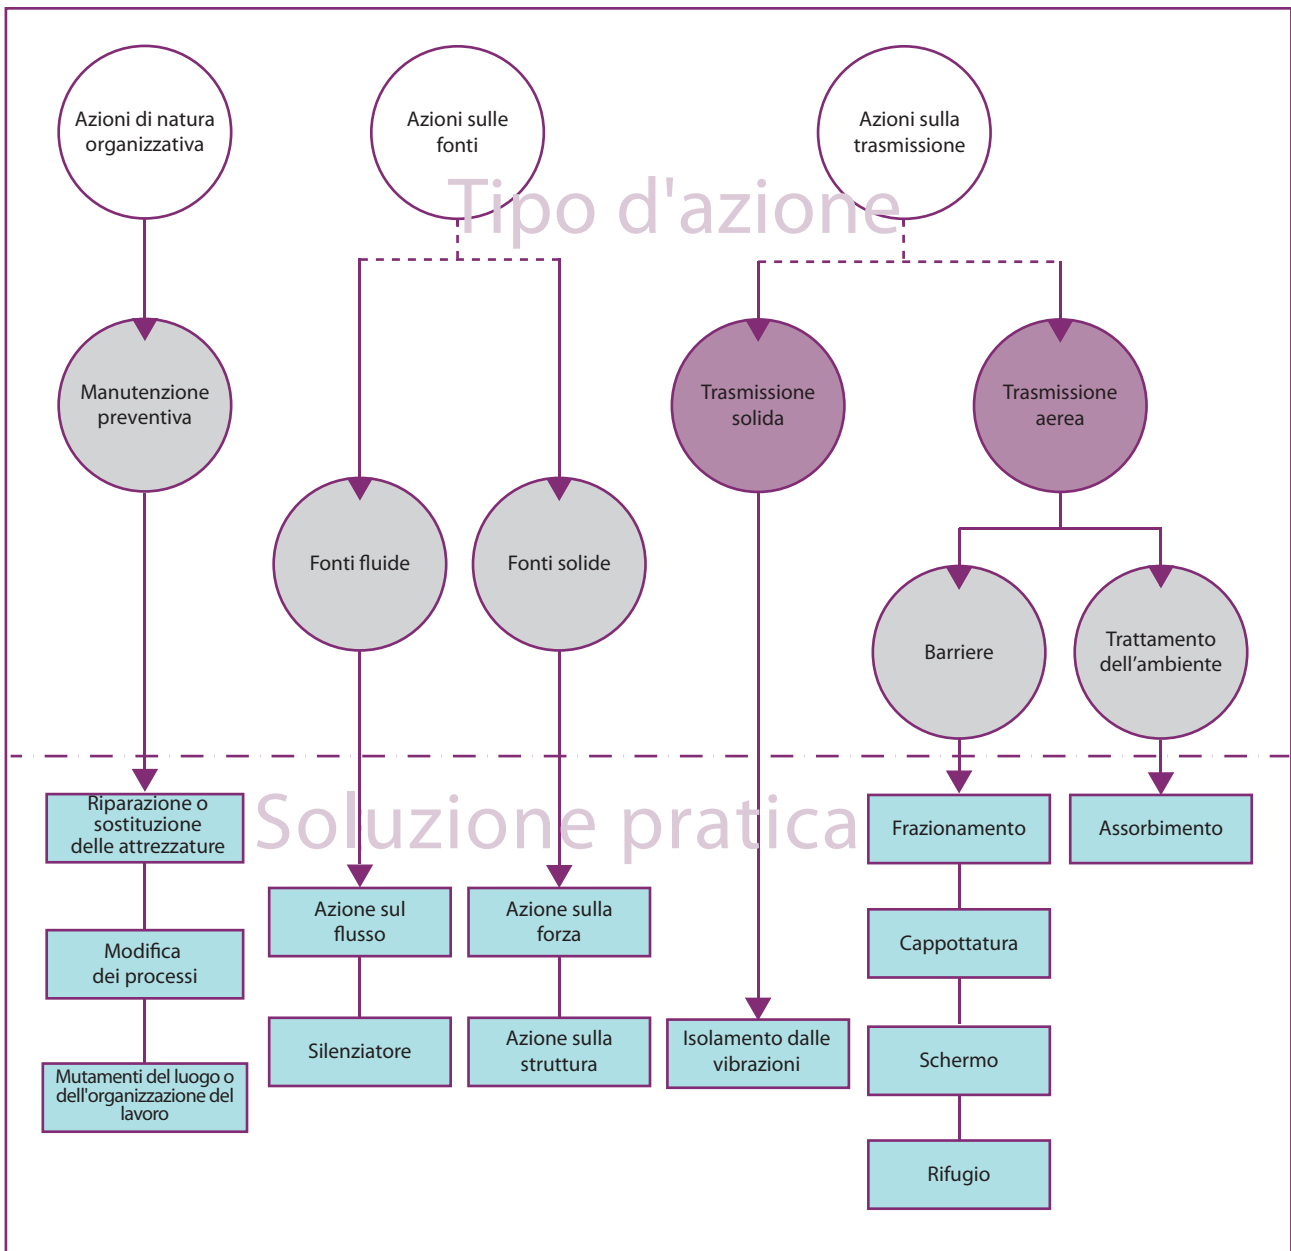 Azioni di natura
organizzativa
Azioni sulle
fonti
Azioni sulla
trasmissione
Tipo d'azione
Manutenzione
preventiva
Trasmissione
solida
Trasmissione
aerea
Fonti fluide
Fonti solide
Barriere
Trattamento
dell’ambiente
Soluzione pratica
Riparazione o
sostituzione
delle attrezzature
Modifica
dei processi
Mutamenti del luogo o
dell'organizzazione del
lavoro
Azione sul
flusso
Silenziatore
Azione sulla
forza
Azione sulla
struttura
Isolamento dalle
vibrazioni
Frazionamento
Cappottatura
Schermo
Rifugio
Assorbimento